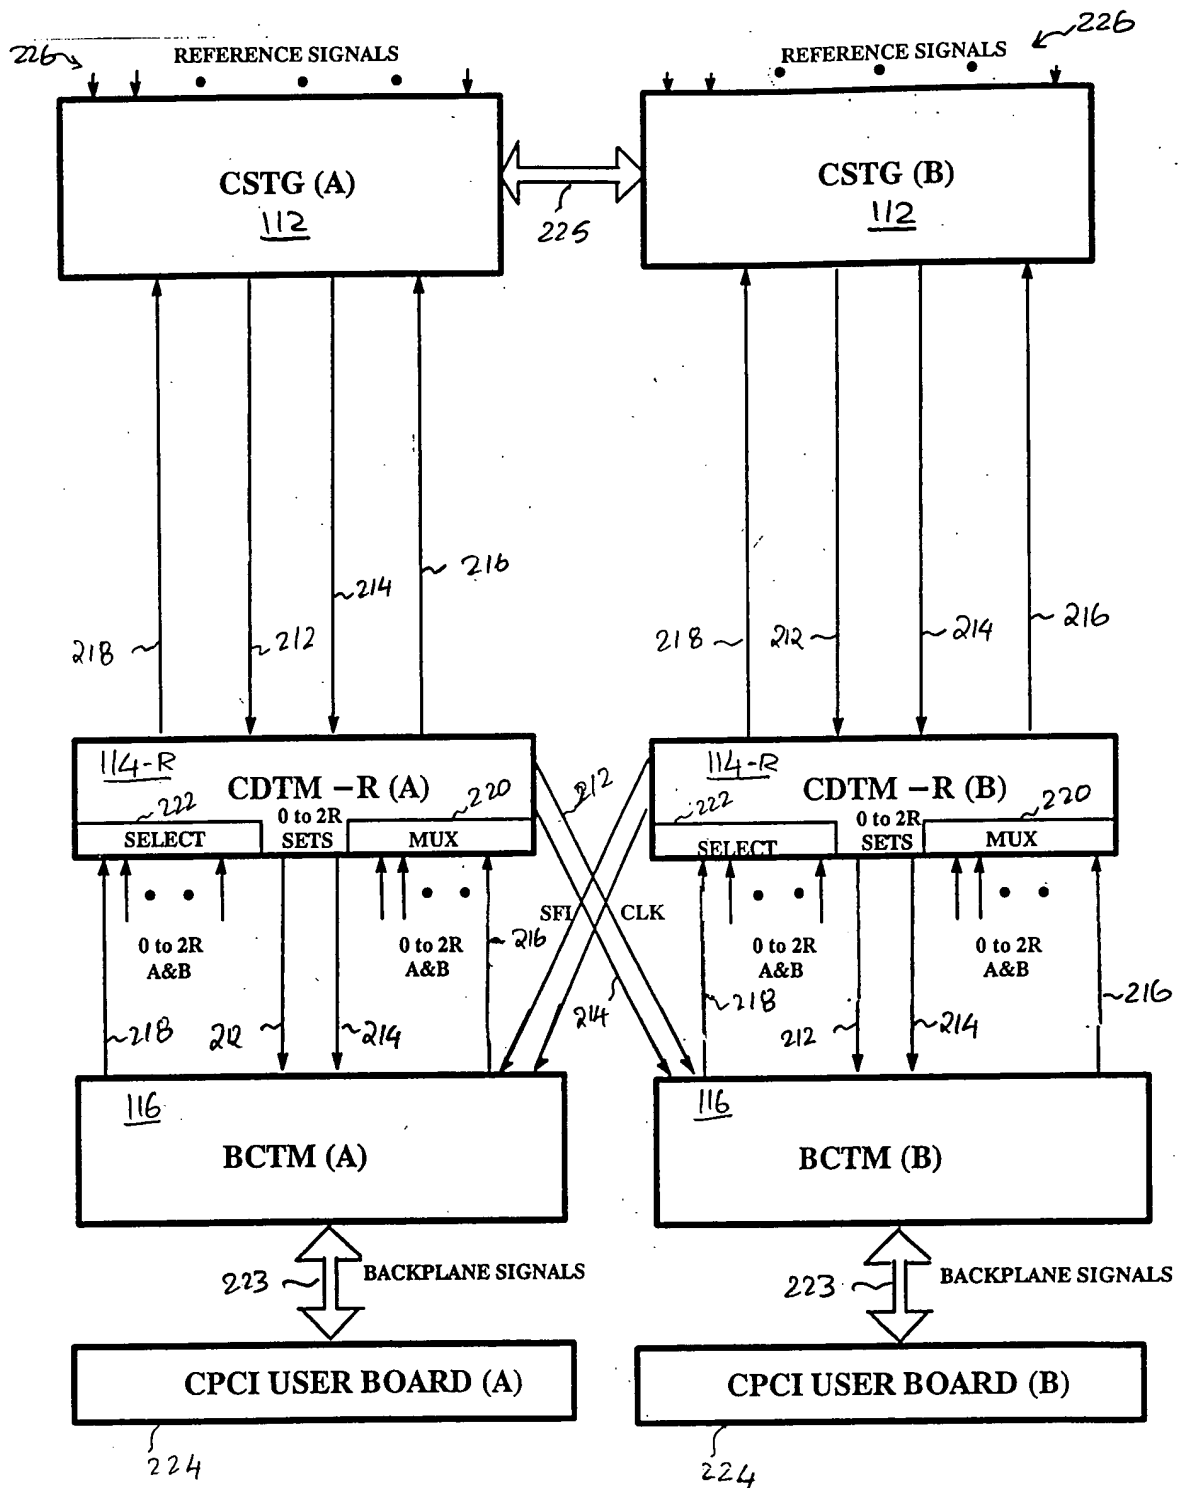 226
REFERENCE SIGNALS
REFERENCE SIGNALS
226
CSTG (A)
112
225
CSTG (B)
112
218
212
214
216
218
212
214
216
114-R
CDTM – R (A)
222
0 to 2R
220
SELECT
SETS
MUX
212
114-R
CDTM – R (B)
222
0 to 2R
220
SELECT
SETS
MUX
0 to 2R
A&B
0 to 2R
A&B
216
SFI
CLK
214
0 to 2R
A&B
0 to 2R
A&B
218
212
214
218
212
214
216
116
BCTM (A)
116
BCTM (B)
223
BACKPLANE SIGNALS
223
BACKPLANE SIGNALS
CPCI USER BOARD (A)
CPCI USER BOARD (B)
224
224